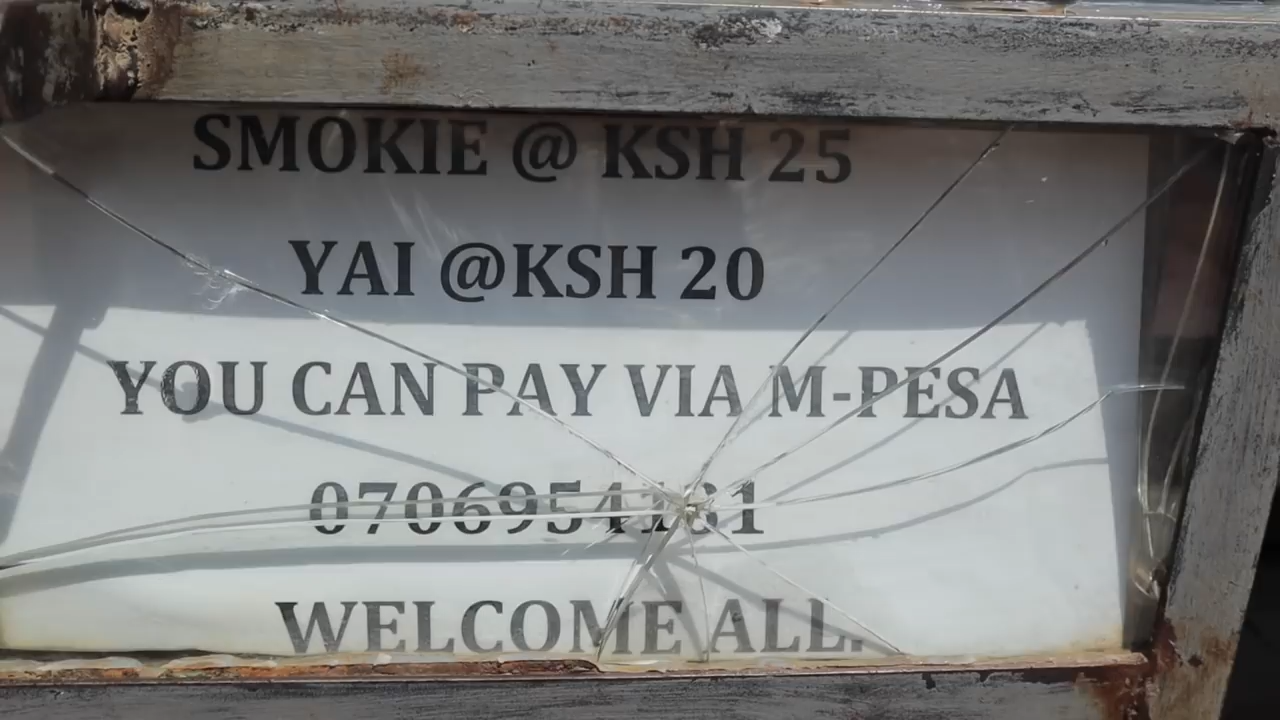 SMOKIE @ KSH 25
YAI @KSH 20
YOU CAN PAY VIA M-PESA
WELCOME ALL.